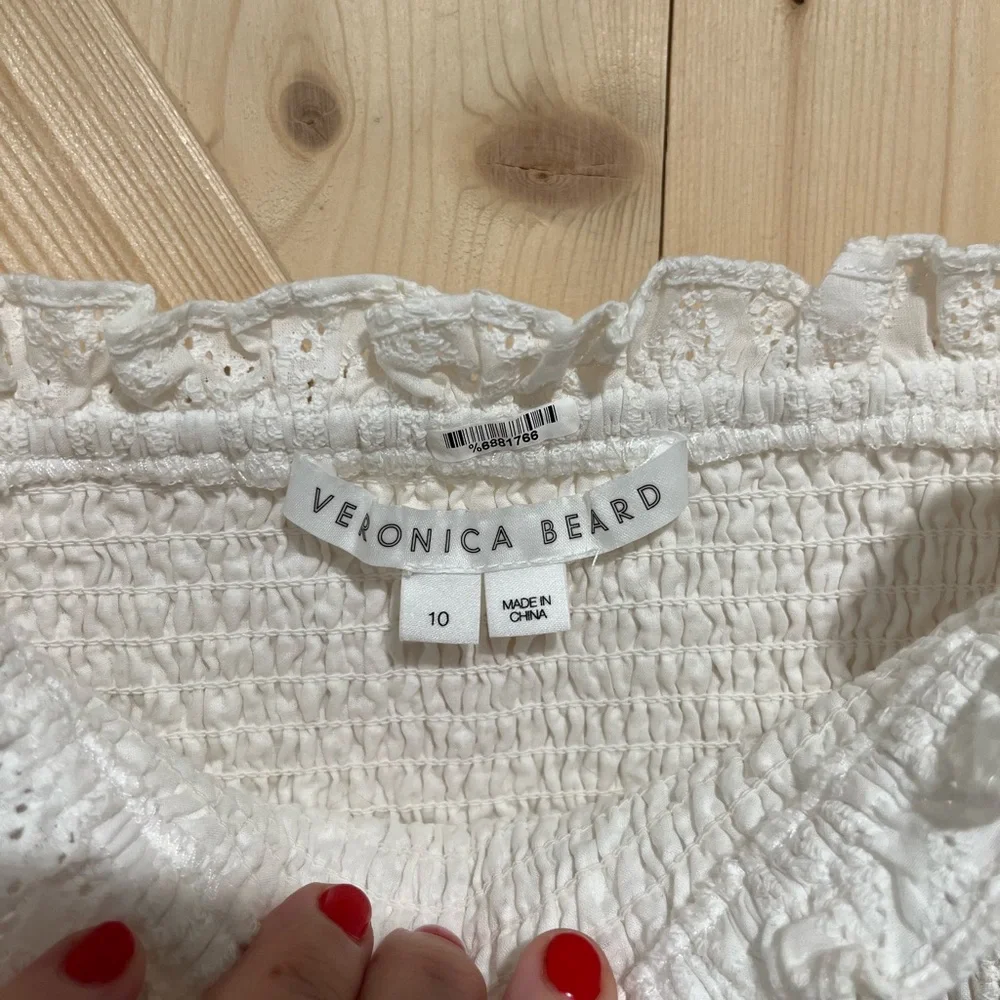 %6881766
VERONICA BEARD
10
MADE IN
CHINA